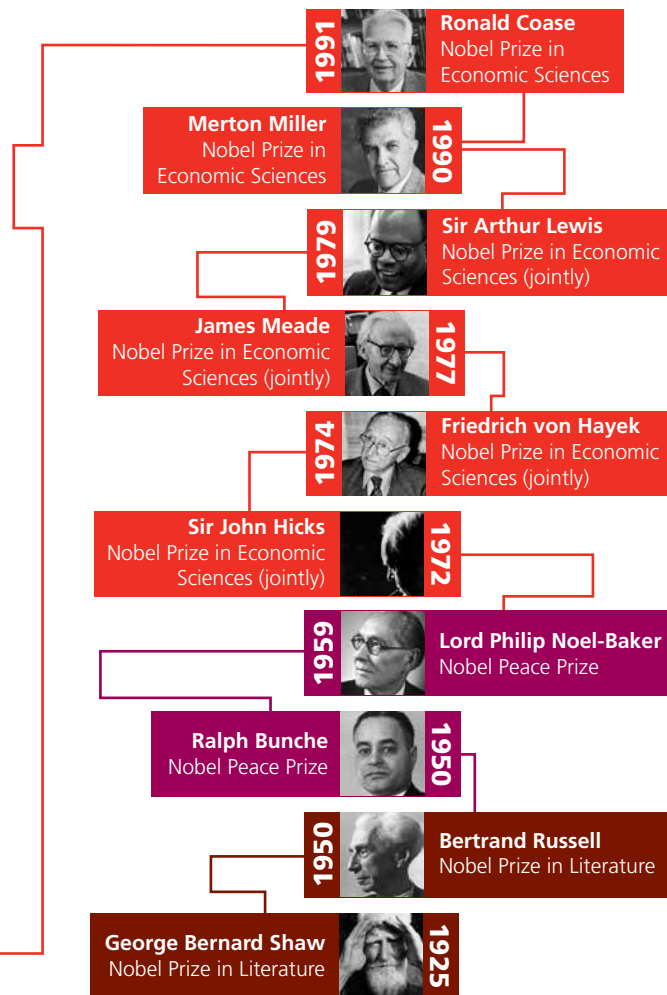 1991
Ronald Coase
Nobel Prize in
Economic Sciences
Merton Miller
Nobel Prize in
Economic Sciences
1990
1979
Sir Arthur Lewis
Nobel Prize in Economic
Sciences (jointly)
James Meade
Nobel Prize in Economic
Sciences (jointly)
1977
1974
Friedrich von Hayek
Nobel Prize in Economic
Sciences (jointly)
Sir John Hicks
Nobel Prize in Economic
Sciences (jointly)
1972
1959
Lord Philip Noel-Baker
Nobel Peace Prize
Ralph Bunche
Nobel Peace Prize
1950
1950
Bertrand Russell
Nobel Prize in Literature
George Bernard Shaw
Nobel Prize in Literature
1925